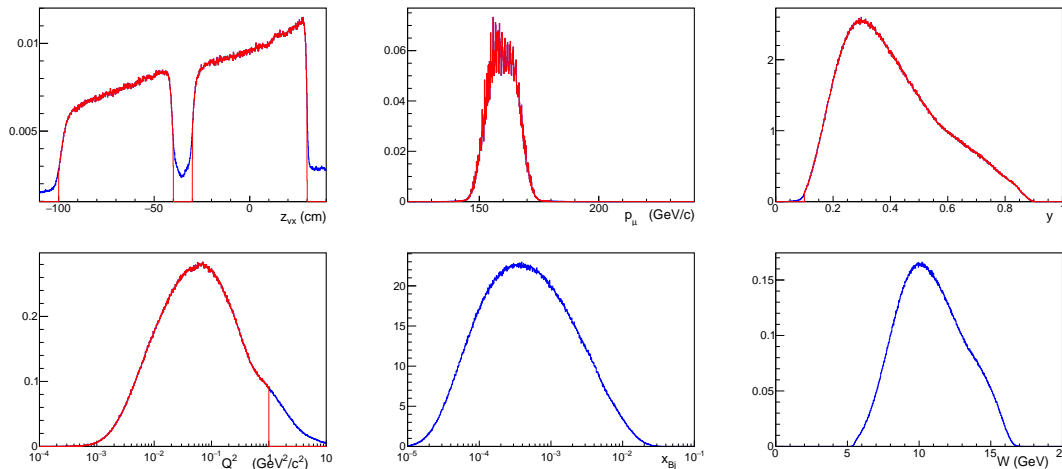 0.01
0.005
−100 −50 0
z_vx (cm)
0.06
0.04
0.02
0
150 200
p_μ (GeV/c)
2
1
0
0 0.2 0.4 0.6 0.8 1
y
0.2
0.1
0
10^−4 10^−3 10^−2 10^−1 1 10
Q^2 (GeV^2/c^2)
20
15
10
5
0
10^−5 10^−4 10^−3 10^−2 10^−1
x_Bj
0.15
0.1
0.05
0
0 5 10 15 20
W (GeV)